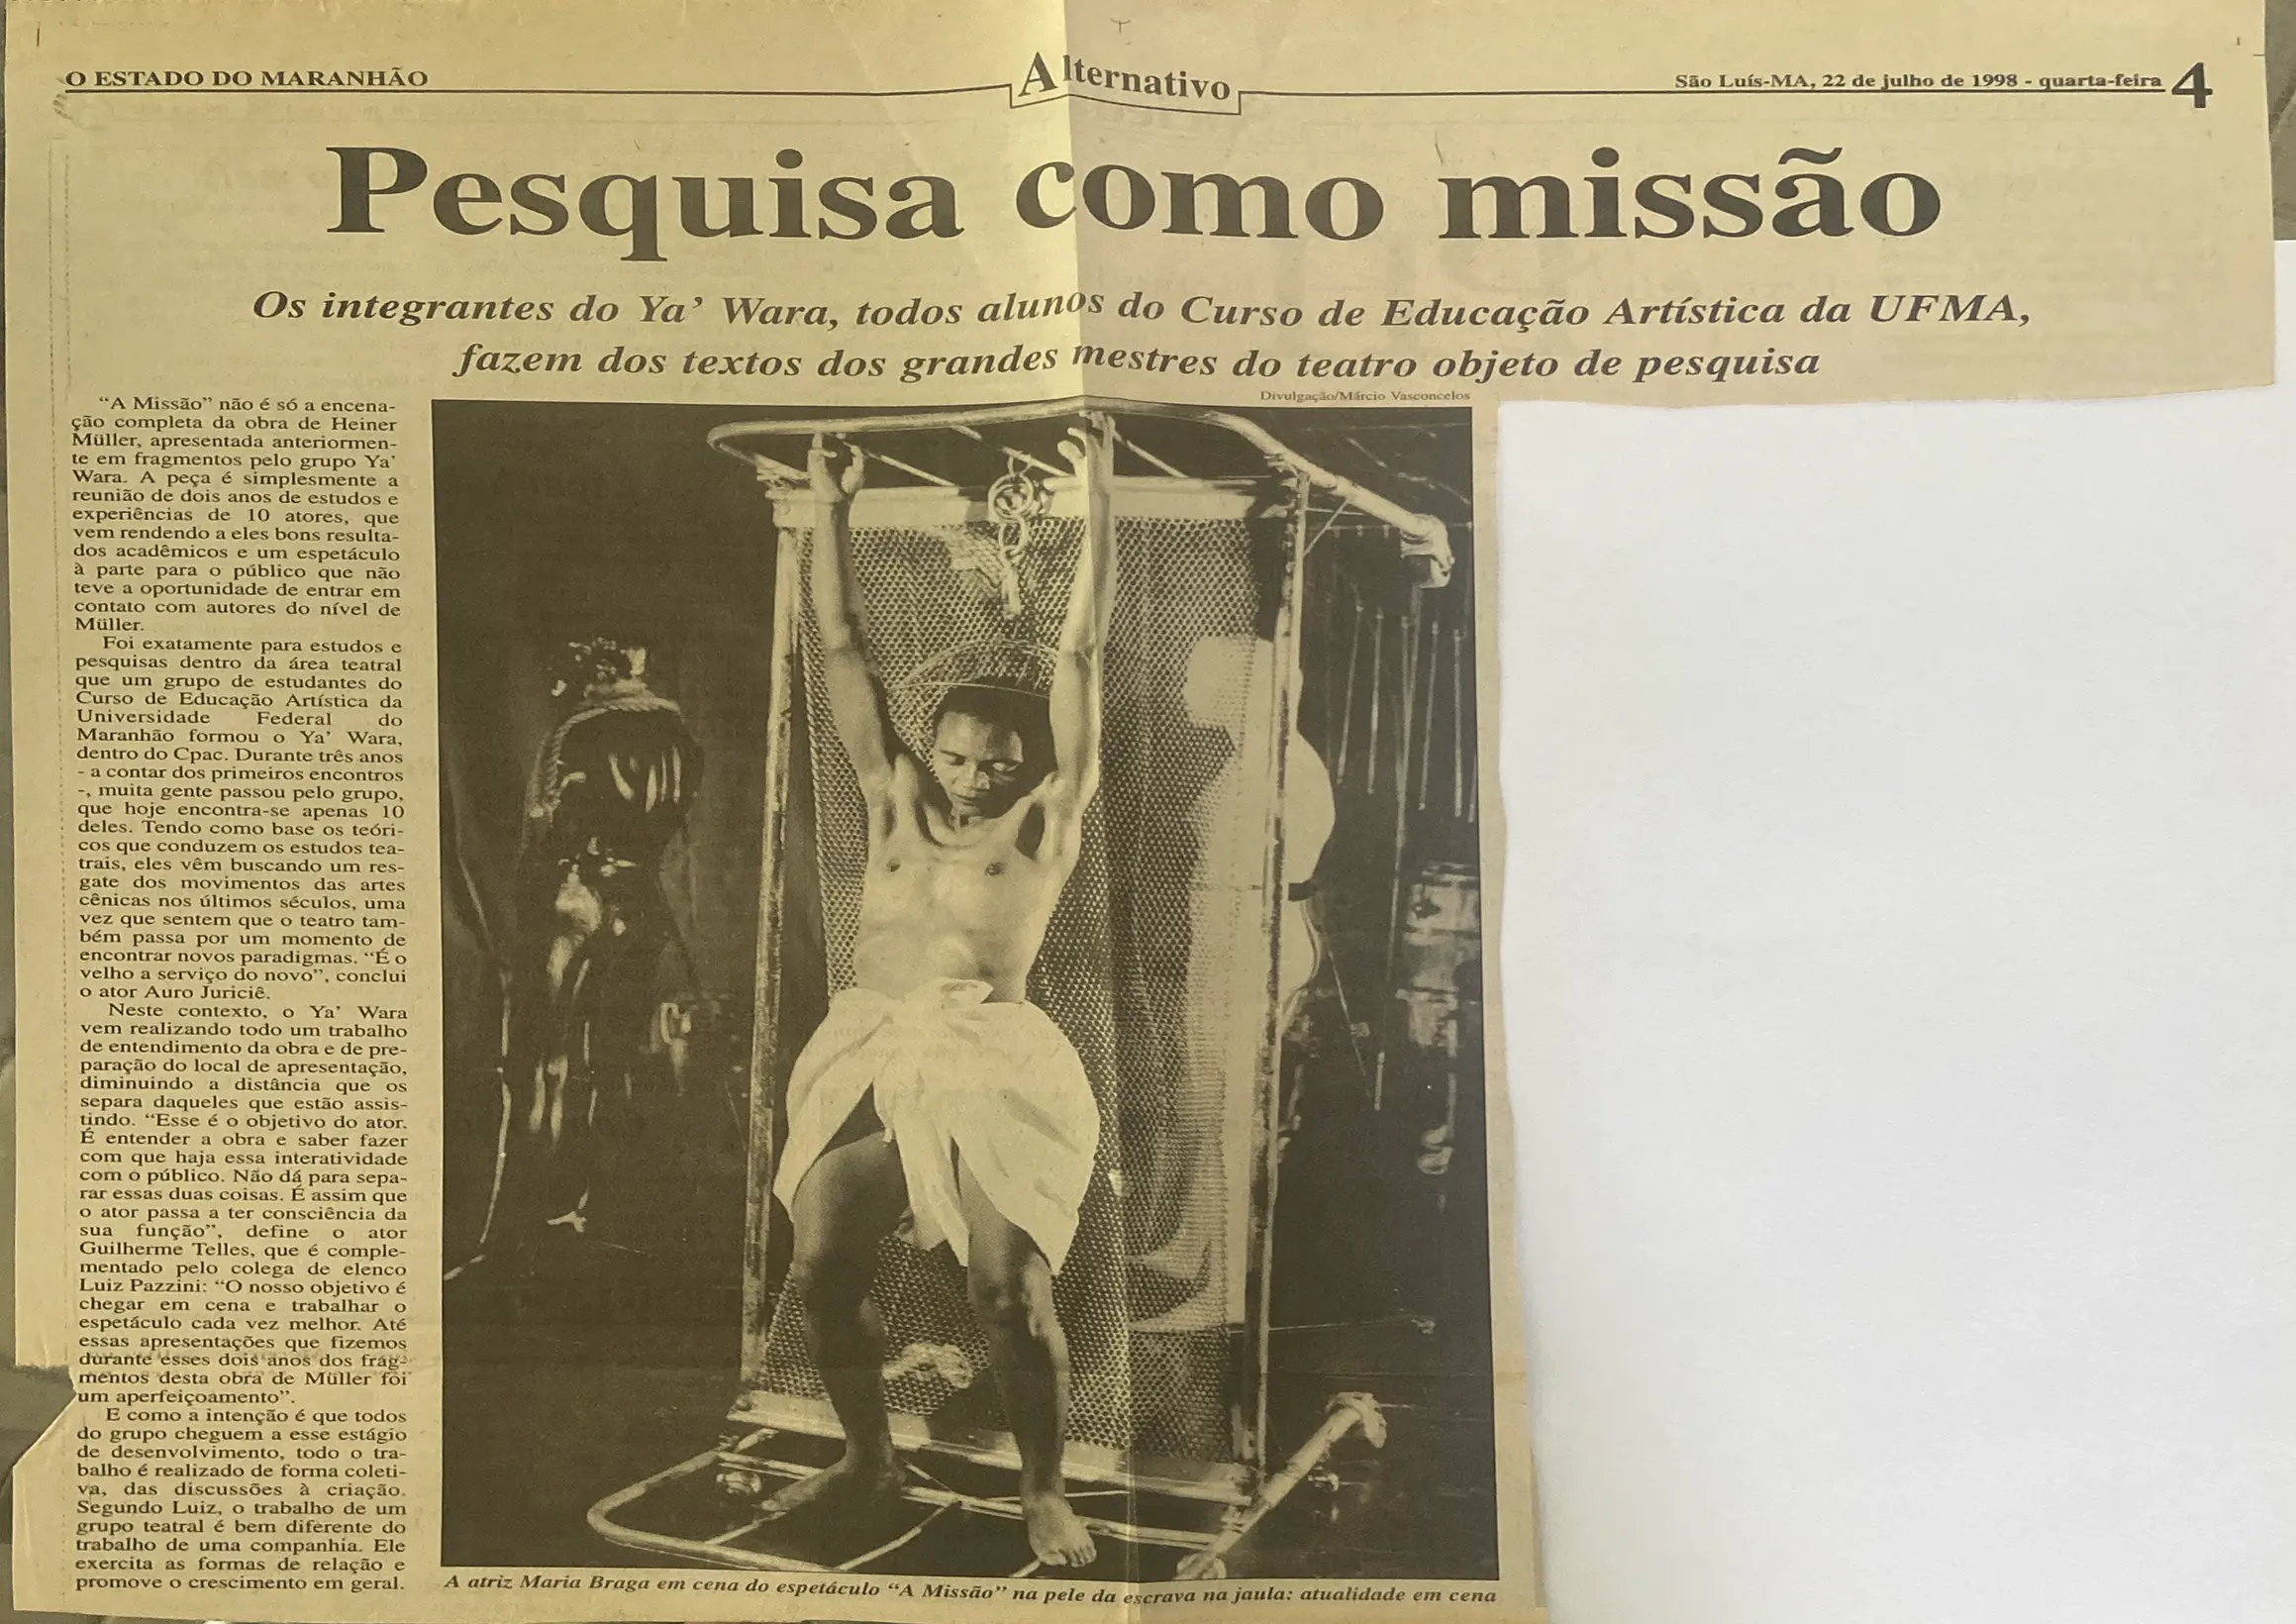 O ESTADO DO MARANHÃO
Alternativo
São Luís-MA, 22 de julho de 1998 - quarta-feira 4
Pesquisa como missão
Os integrantes do Ya’ Wara, todos alunos do Curso de Educação Artística da UFMA,
fazem dos textos dos grandes mestres do teatro objeto de pesquisa
“A Missão” não é só a encena-
ção completa da obra de Heiner
Müller, apresentada anteriormen-
te em fragmentos pelo grupo Ya’
Wara. A peça é simplesmente a
reunião de dois anos de estudos e
experiências de 10 atores, que
vem rendendo a eles bons resulta-
dos acadêmicos e um espetáculo
à parte para o público que não
teve a oportunidade de entrar em
contato com autores do nível de
Müller.
Foi exatamente para estudos e
pesquisas dentro da área teatral
que um grupo de estudantes do
Curso de Educação Artística da
Universidade Federal do
Maranhão formou o Ya’ Wara,
dentro do Cpac. Durante três anos
- a contar dos primeiros encontros
-, muita gente passou pelo grupo,
que hoje encontra-se apenas 10
deles. Tendo como base os teóri-
cos que conduzem os estudos tea-
trais, eles vêm buscando um res-
gate dos movimentos das artes
cênicas nos últimos séculos, uma
vez que sentem que o teatro tam-
bém passa por um momento de
encontrar novos paradigmas. “É o
velho a serviço do novo”, conclui
o ator Auro Juriciê.
Neste contexto, o Ya’ Wara
vem realizando todo um trabalho
de entendimento da obra e de pre-
paração do local de apresentação,
diminuindo a distância que os
separa daqueles que estão assis-
tindo. “Esse é o objetivo do ator.
É entender a obra e saber fazer
com que haja essa interatividade
com o público. Não dá para sepa-
rar essas duas coisas. É assim que
o ator passa a ter consciência da
sua função”, define o ator
Guilherme Telles, que é comple-
mentado pelo colega de elenco
Luiz Pazzini: “O nosso objetivo é
chegar em cena e trabalhar o
espetáculo cada vez melhor. Até
essas apresentações que fizemos
durante esses dois anos dos frag-
mentos desta obra de Müller foi
um aperfeiçoamento”.
E como a intenção é que todos
do grupo cheguem a esse estágio
de desenvolvimento, todo o tra-
balho é realizado de forma coleti-
va, das discussões à criação.
Segundo Luiz, o trabalho de um
grupo teatral é bem diferente do
trabalho de uma companhia. Ele
exercita as formas de relação e
promove o crescimento em geral.
Divulgação/Márcio Vasconcelos
A atriz Maria Braga em cena do espetáculo “A Missão” na pele da escrava na jaula: atualidade em cena